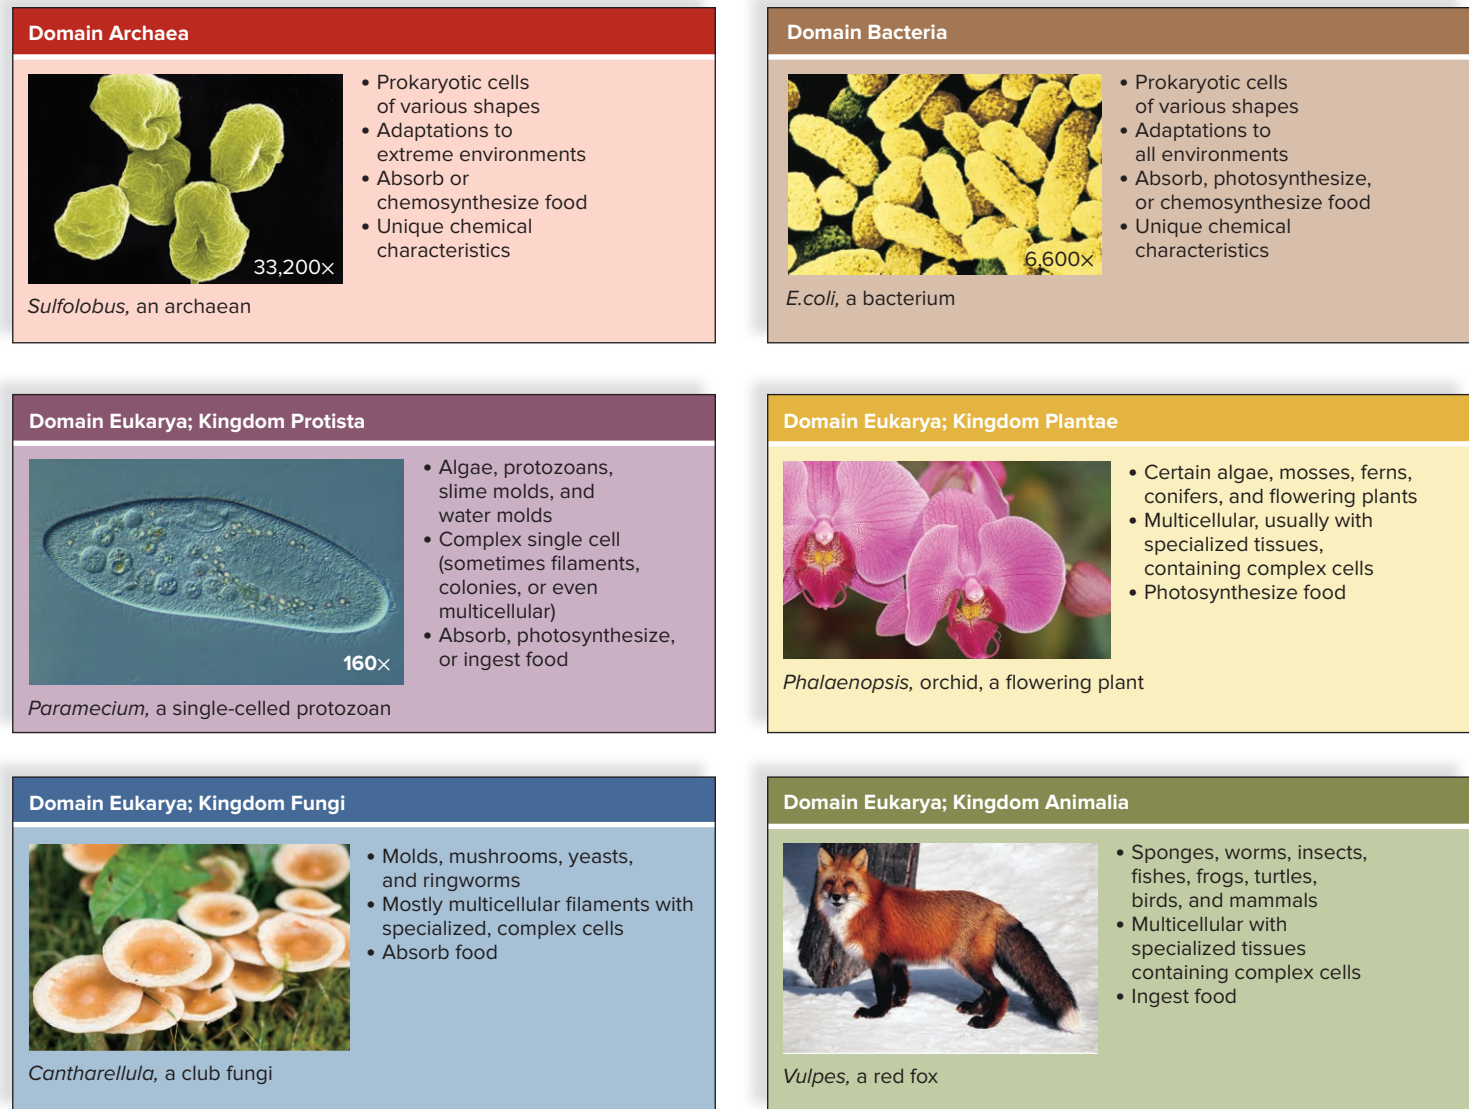 Domain Archaea
• Prokaryotic cells
of various shapes
• Adaptations to
extreme environments
• Absorb or
chemosynthesize food
• Unique chemical
characteristics
33,200×
Sulfolobus, an archaean
Domain Bacteria
• Prokaryotic cells
of various shapes
• Adaptations to
all environments
• Absorb, photosynthesize,
or chemosynthesize food
• Unique chemical
characteristics
6,600×
E.coli, a bacterium
Domain Eukarya; Kingdom Protista
• Algae, protozoans,
slime molds, and
water molds
• Complex single cell
(sometimes filaments,
colonies, or even
multicellular)
• Absorb, photosynthesize,
or ingest food
160×
Paramecium, a single-celled protozoan
Domain Eukarya; Kingdom Plantae
• Certain algae, mosses, ferns,
conifers, and flowering plants
• Multicellular, usually with
specialized tissues,
containing complex cells
• Photosynthesize food
Phalaenopsis, orchid, a flowering plant
Domain Eukarya; Kingdom Fungi
• Molds, mushrooms, yeasts,
and ringworms
• Mostly multicellular filaments with
specialized, complex cells
• Absorb food
Cantharellula, a club fungi
Domain Eukarya; Kingdom Animalia
• Sponges, worms, insects,
fishes, frogs, turtles,
birds, and mammals
• Multicellular with
specialized tissues
containing complex cells
• Ingest food
Vulpes, a red fox